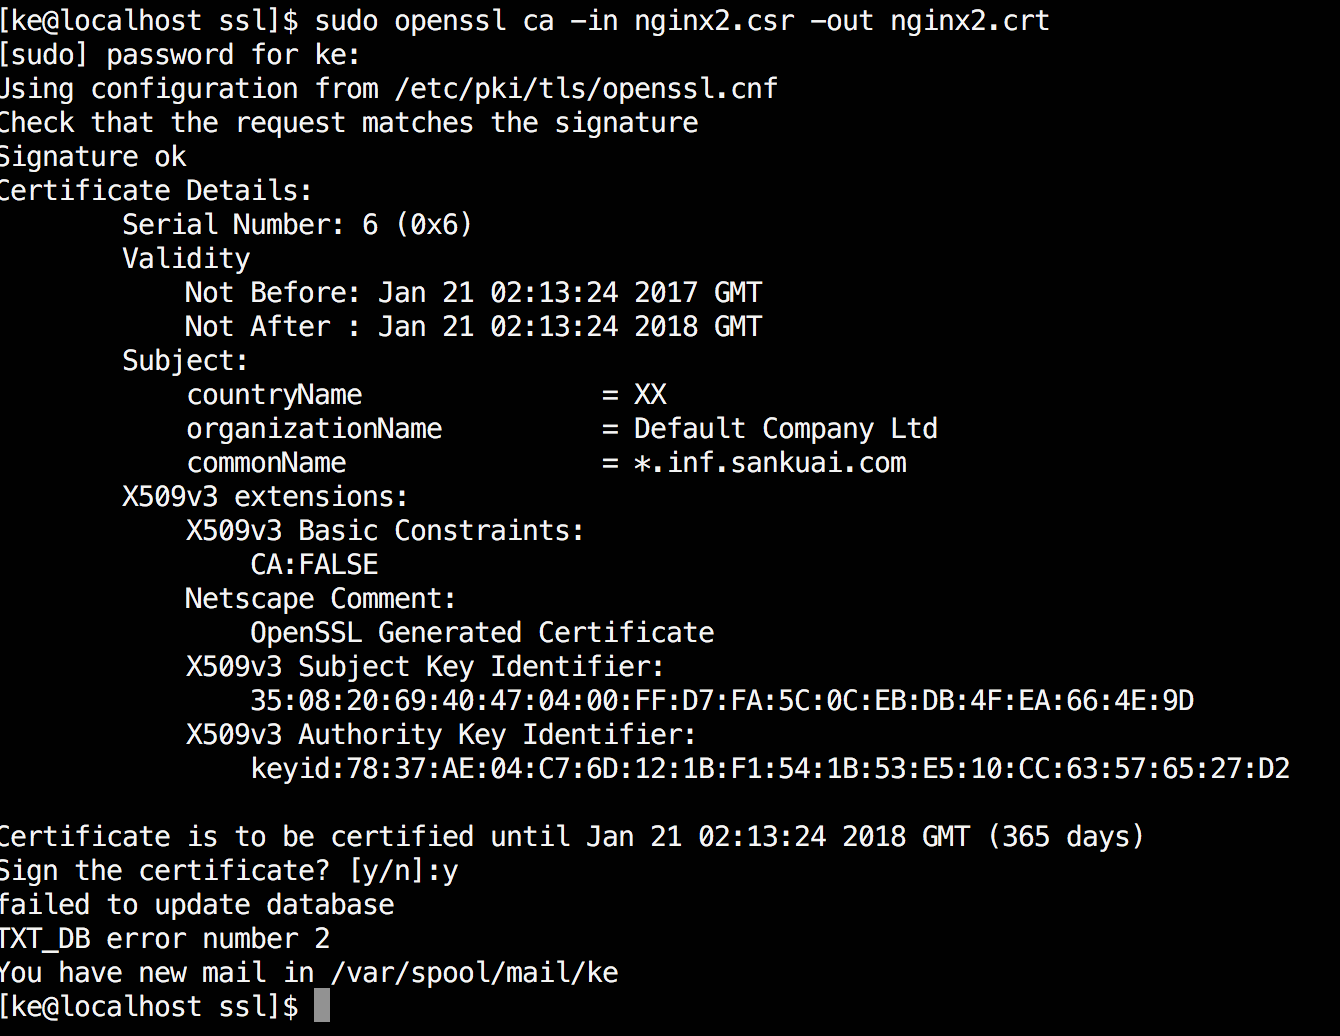 [ke@localhost ssl]$ sudo openssl ca -in nginx2.csr -out nginx2.crt
[sudo] password for ke:
Using configuration from /etc/pki/tls/openssl.cnf
Check that the request matches the signature
Signature ok
Certificate Details:
        Serial Number: 6 (0x6)
        Validity
            Not Before: Jan 21 02:13:24 2017 GMT
            Not After : Jan 21 02:13:24 2018 GMT
        Subject:
            countryName               = XX
            organizationName          = Default Company Ltd
            commonName                = *.inf.sankuai.com
        X509v3 extensions:
            X509v3 Basic Constraints:
                CA:FALSE
            Netscape Comment:
                OpenSSL Generated Certificate
            X509v3 Subject Key Identifier:
                35:08:20:69:40:47:04:00:FF:D7:FA:5C:0C:EB:DB:4F:EA:66:4E:9D
            X509v3 Authority Key Identifier:
                keyid:78:37:AE:04:C7:6D:12:1B:F1:54:1B:53:E5:10:CC:63:57:65:27:D2

Certificate is to be certified until Jan 21 02:13:24 2018 GMT (365 days)
Sign the certificate? [y/n]:y
failed to update database
TXT_DB error number 2
You have new mail in /var/spool/mail/ke
[ke@localhost ssl]$